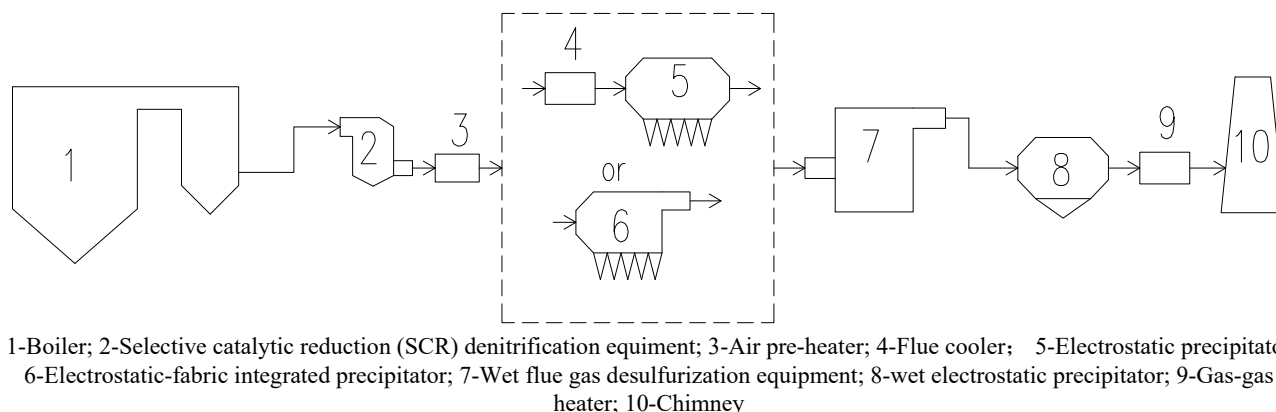 4
5
3
9
1
2
7
8
10
or
6
1-Boiler; 2-Selective catalytic reduction (SCR) denitrification equiment; 3-Air pre-heater; 4-Flue cooler; 5-Electrostatic precipitato
6-Electrostatic-fabric integrated precipitator; 7-Wet flue gas desulfurization equipment; 8-wet electrostatic precipitator; 9-Gas-gas
heater; 10-Chimney